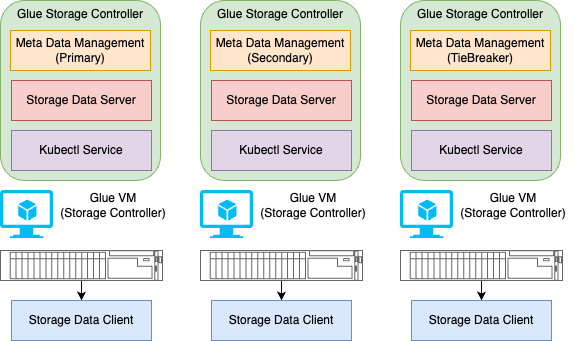 Glue Storage Controller
Meta Data Management
(Primary)
Storage Data Server
Kubectl Service
Glue VM
(Storage Controller)
Storage Data Client
Glue Storage Controller
Meta Data Management
(Secondary)
Storage Data Server
Kubectl Service
Glue VM
(Storage Controller)
Storage Data Client
Glue Storage Controller
Meta Data Management
(TieBreaker)
Storage Data Server
Kubectl Service
Glue VM
(Storage Controller)
Storage Data Client